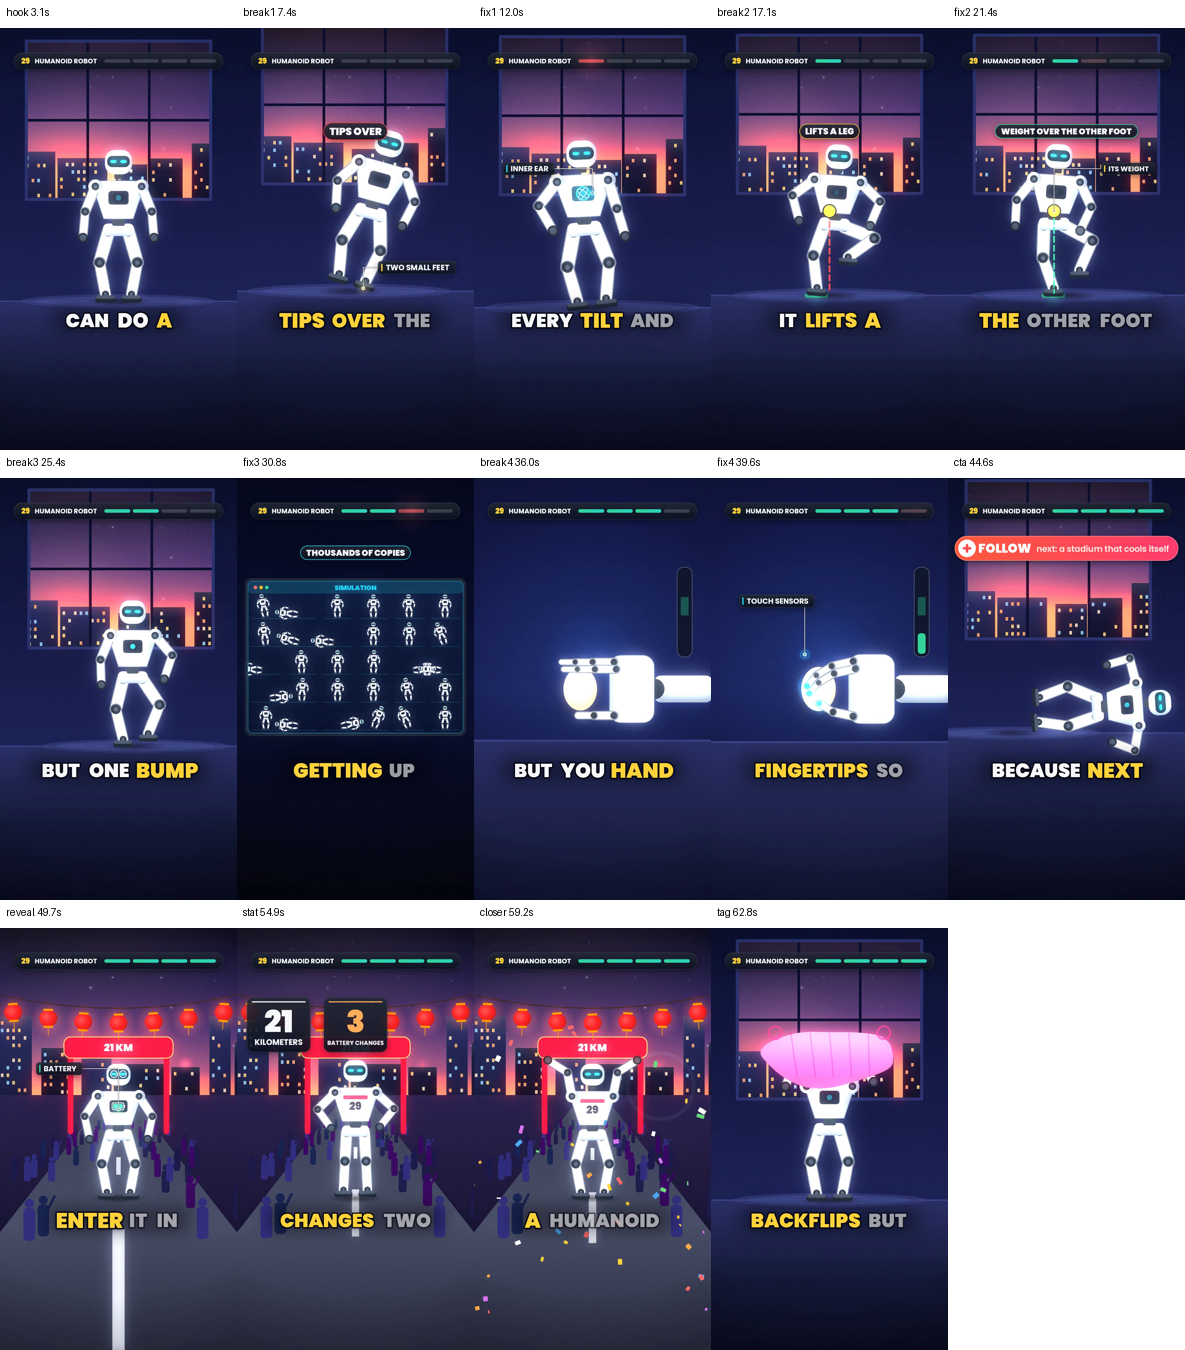 hook 3.1s
29 HUMANOID ROBOT
CAN DO A
break1 7.4s
29 HUMANOID ROBOT
TIPS OVER
TWO SMALL FEET
TIPS OVER THE
fix1 12.0s
29 HUMANOID ROBOT
INNER EAR
EVERY TILT AND
break2 17.1s
29 HUMANOID ROBOT
LIFTS A LEG
IT LIFTS A
fix2 21.4s
29 HUMANOID ROBOT
WEIGHT OVER THE OTHER FOOT
ITS WEIGHT
THE OTHER FOOT
break3 25.4s
29 HUMANOID ROBOT
BUT ONE BUMP
fix3 30.8s
29 HUMANOID ROBOT
THOUSANDS OF COPIES
SIMULATION
GETTING UP
break4 36.0s
29 HUMANOID ROBOT
BUT YOU HAND
fix4 39.6s
29 HUMANOID ROBOT
TOUCH SENSORS
FINGERTIPS SO
cta 44.6s
29 HUMANOID ROBOT
FOLLOW next: a stadium that cools itself
BECAUSE NEXT
reveal 49.7s
29 HUMANOID ROBOT
21 KM
BATTERY
ENTER IT IN
stat 54.9s
29 HUMANOID ROBOT
21
KILOMETERS
3
BATTERY CHANGES
29
CHANGES TWO
closer 59.2s
29 HUMANOID ROBOT
21 KM
29
A HUMANOID
tag 62.8s
29 HUMANOID ROBOT
BACKFLIPS BUT